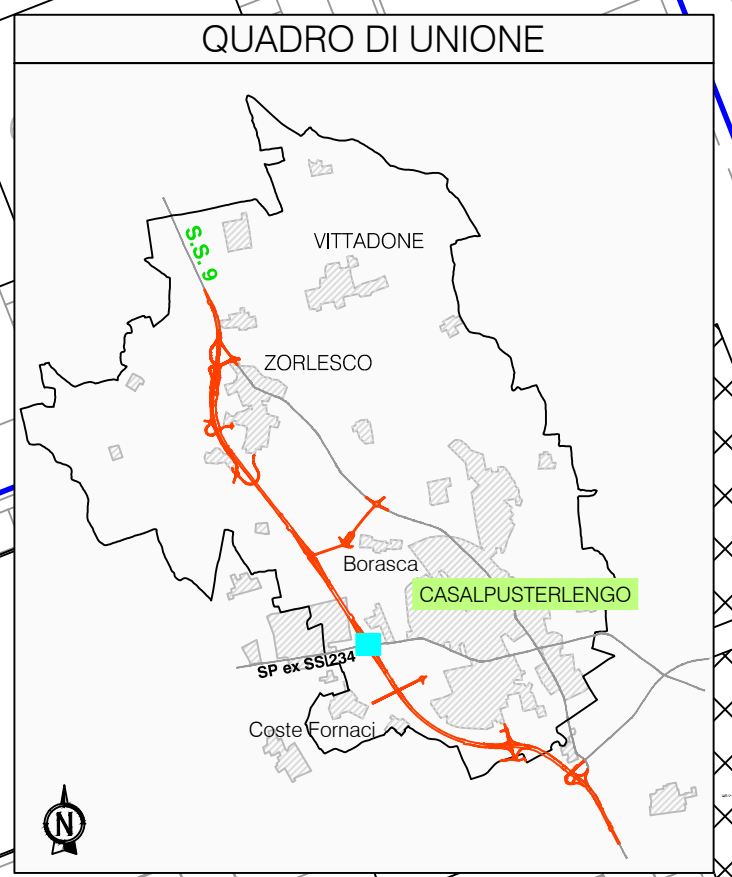 QUADRO DI UNIONE
VITTADONE
S.S. 9
ZORLESCO
Borasca
CASALPUSTERLENGO
SP ex SS 234
Coste Fornaci
N